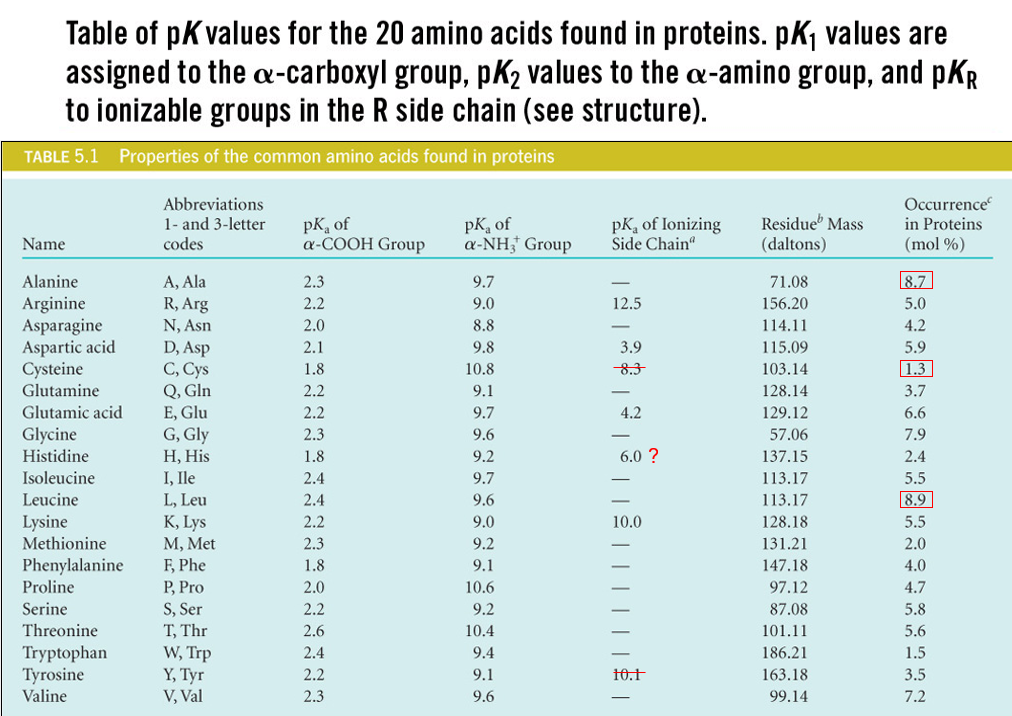 Table of pK values for the 20 amino acids found in proteins. pK₁ values are
assigned to the α-carboxyl group, pK₂ values to the α-amino group, and pK_R
to ionizable groups in the R side chain (see structure).
TABLE 5.1 Properties of the common amino acids found in proteins
Abbreviations Occurrenceᶜ
1- and 3-letter pKₐ of pKₐ of pKₐ of Ionizing Residueᵇ Mass in Proteins
Name codes α-COOH Group α-NH₃⁺ Group Side Chainᵃ (daltons) (mol %)
Alanine A, Ala 2.3 9.7 — 71.08 8.7
Arginine R, Arg 2.2 9.0 12.5 156.20 5.0
Asparagine N, Asn 2.0 8.8 — 114.11 4.2
Aspartic acid D, Asp 2.1 9.8 3.9 115.09 5.9
Cysteine C, Cys 1.8 10.8 8.3 103.14 1.3
Glutamine Q, Gln 2.2 9.1 — 128.14 3.7
Glutamic acid E, Glu 2.2 9.7 4.2 129.12 6.6
Glycine G, Gly 2.3 9.6 — 57.06 7.9
Histidine H, His 1.8 9.2 6.0 ? 137.15 2.4
Isoleucine I, Ile 2.4 9.7 — 113.17 5.5
Leucine L, Leu 2.4 9.6 — 113.17 8.9
Lysine K, Lys 2.2 9.0 10.0 128.18 5.5
Methionine M, Met 2.3 9.2 — 131.21 2.0
Phenylalanine F, Phe 1.8 9.1 — 147.18 4.0
Proline P, Pro 2.0 10.6 — 97.12 4.7
Serine S, Ser 2.2 9.2 — 87.08 5.8
Threonine T, Thr 2.6 10.4 — 101.11 5.6
Tryptophan W, Trp 2.4 9.4 — 186.21 1.5
Tyrosine Y, Tyr 2.2 9.1 10.1 163.18 3.5
Valine V, Val 2.3 9.6 — 99.14 7.2